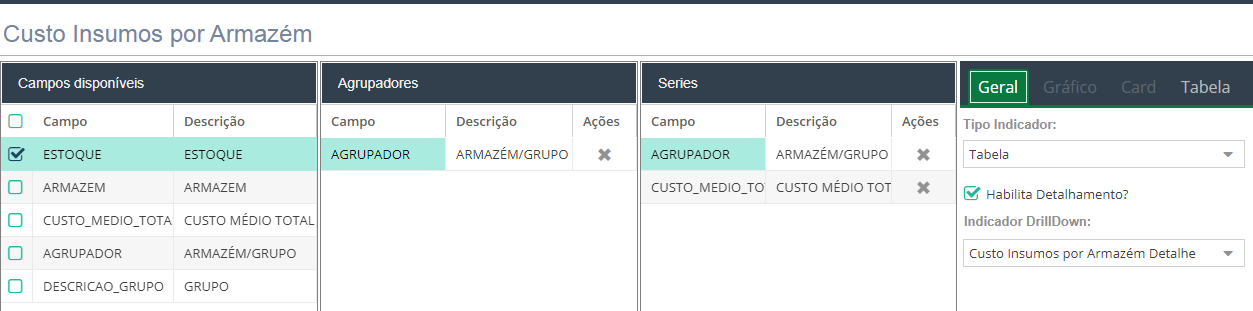 Custo Insumos por Armazém
Campos disponíveis
Campo Descrição
ESTOQUE ESTOQUE
ARMAZEM ARMAZEM
CUSTO_MEDIO_TOTA CUSTO MÉDIO TOTAL
AGRUPADOR ARMAZÉM/GRUPO
DESCRICAO_GRUPO GRUPO
Agrupadores
Campo Descrição Ações
AGRUPADOR ARMAZÉM/GRUPO
Series
Campo Descrição Ações
AGRUPADOR ARMAZÉM/GRUPO
CUSTO_MEDIO_TO CUSTO MÉDIO TOT
Geral Gráfico Card Tabela
Tipo Indicador:
Tabela
Habilita Detalhamento?
Indicador DrillDown:
Custo Insumos por Armazém Detalhe